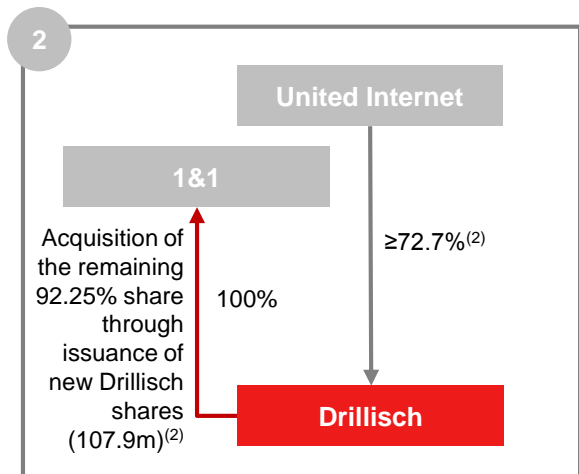 2
United Internet
1&1
Acquisition of
the remaining
92.25% share
through
issuance of
new Drillisch
shares
(107.9m)(2)
100%
≥72.7%(2)
Drillisch